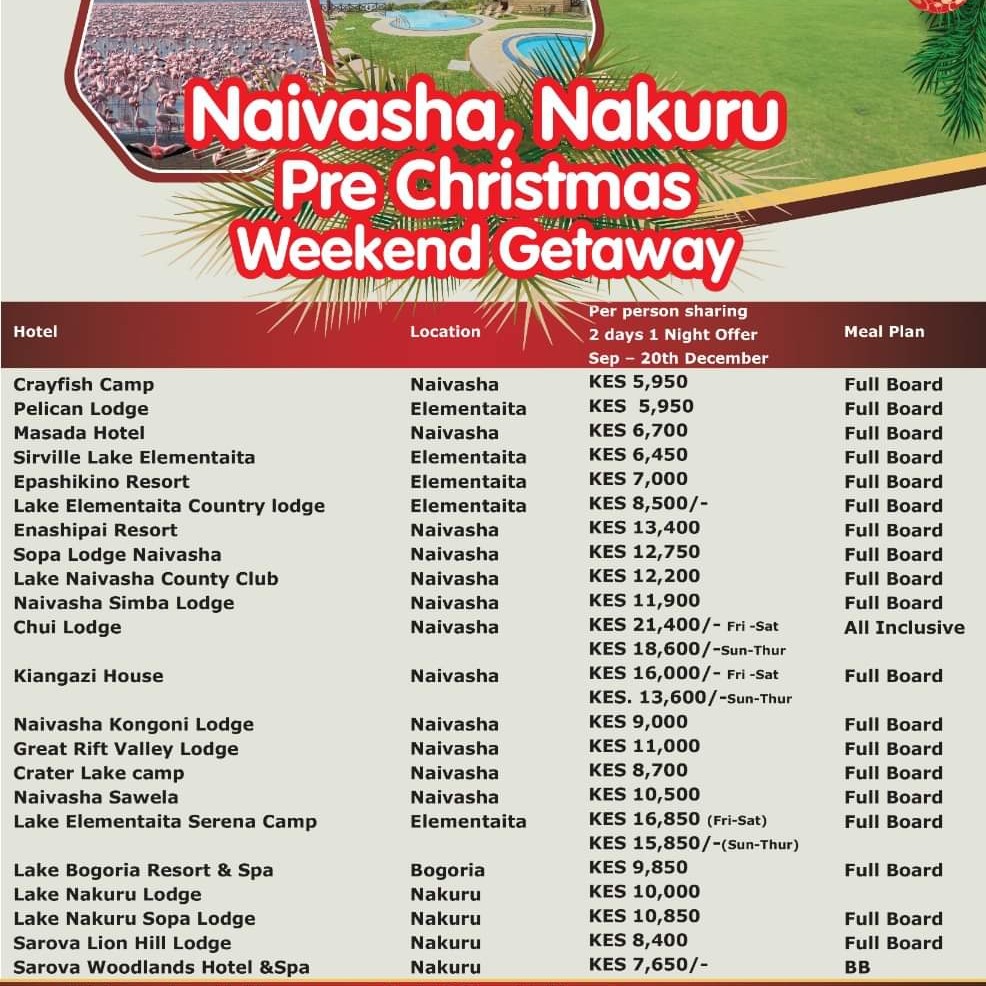 Naivasha, Nakuru
Pre Christmas
Weekend Getaway
Hotel Location Per person sharing
2 days 1 Night Offer
Sep – 20th December Meal Plan
Crayfish Camp Naivasha KES 5,950 Full Board
Pelican Lodge Elementaita KES 5,950 Full Board
Masada Hotel Naivasha KES 6,700 Full Board
Sirville Lake Elementaita Elementaita KES 6,450 Full Board
Epashikino Resort Elementaita KES 7,000 Full Board
Lake Elementaita Country lodge Elementaita KES 8,500/- Full Board
Enashipai Resort Naivasha KES 13,400 Full Board
Sopa Lodge Naivasha Naivasha KES 12,750 Full Board
Lake Naivasha County Club Naivasha KES 12,200 Full Board
Naivasha Simba Lodge Naivasha KES 11,900 Full Board
Chui Lodge Naivasha KES 21,400/- Fri -Sat All Inclusive
KES 18,600/-Sun-Thur
Kiangazi House Naivasha KES 16,000/- Fri -Sat Full Board
KES. 13,600/-Sun-Thur
Naivasha Kongoni Lodge Naivasha KES 9,000 Full Board
Great Rift Valley Lodge Naivasha KES 11,000 Full Board
Crater Lake camp Naivasha KES 8,700 Full Board
Naivasha Sawela Naivasha KES 10,500 Full Board
Lake Elementaita Serena Camp Elementaita KES 16,850 (Fri-Sat) Full Board
KES 15,850/-(Sun-Thur)
Lake Bogoria Resort & Spa Bogoria KES 9,850 Full Board
Lake Nakuru Lodge Nakuru KES 10,000
Lake Nakuru Sopa Lodge Nakuru KES 10,850 Full Board
Sarova Lion Hill Lodge Nakuru KES 8,400 Full Board
Sarova Woodlands Hotel &Spa Nakuru KES 7,650/- BB